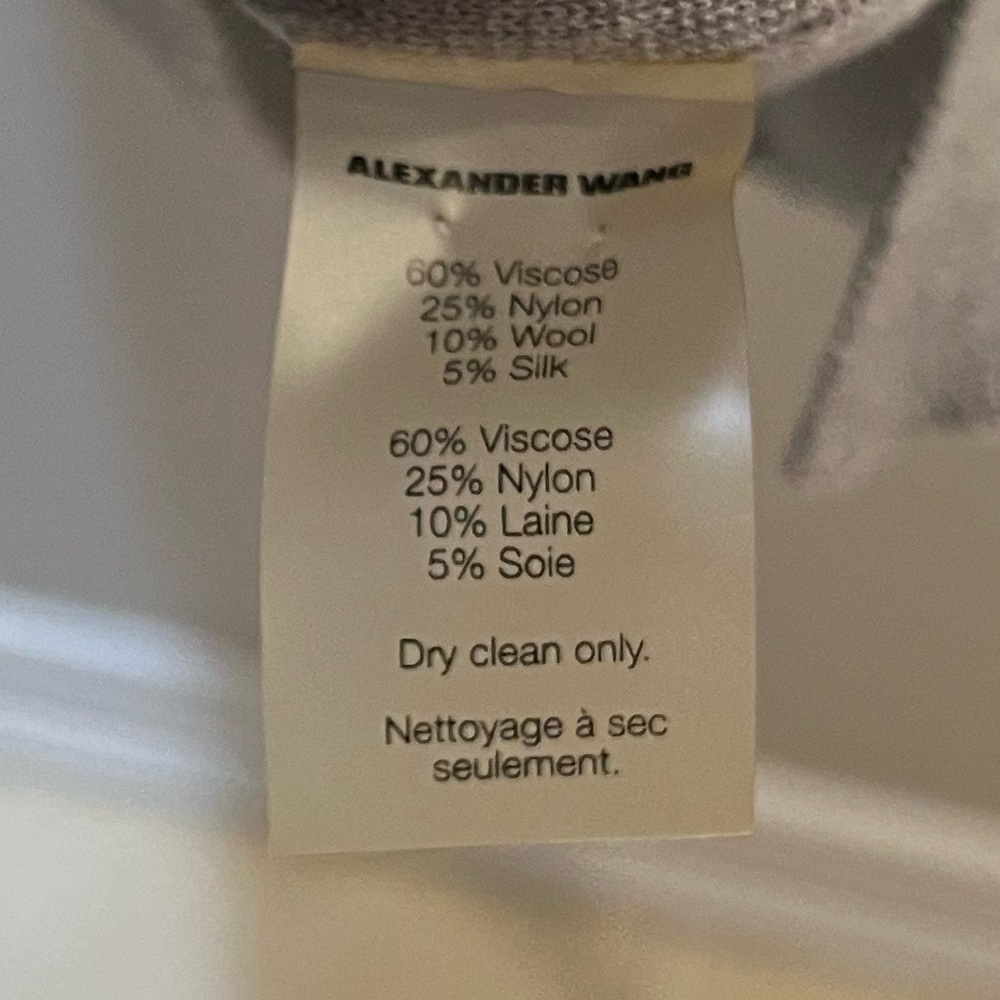 ALEXANDER WANG
60% Viscose
25% Nylon
10% Wool
5% Silk
60% Viscose
25% Nylon
10% Laine
5% Soie
Dry clean only.
Nettoyage à sec
seulement.